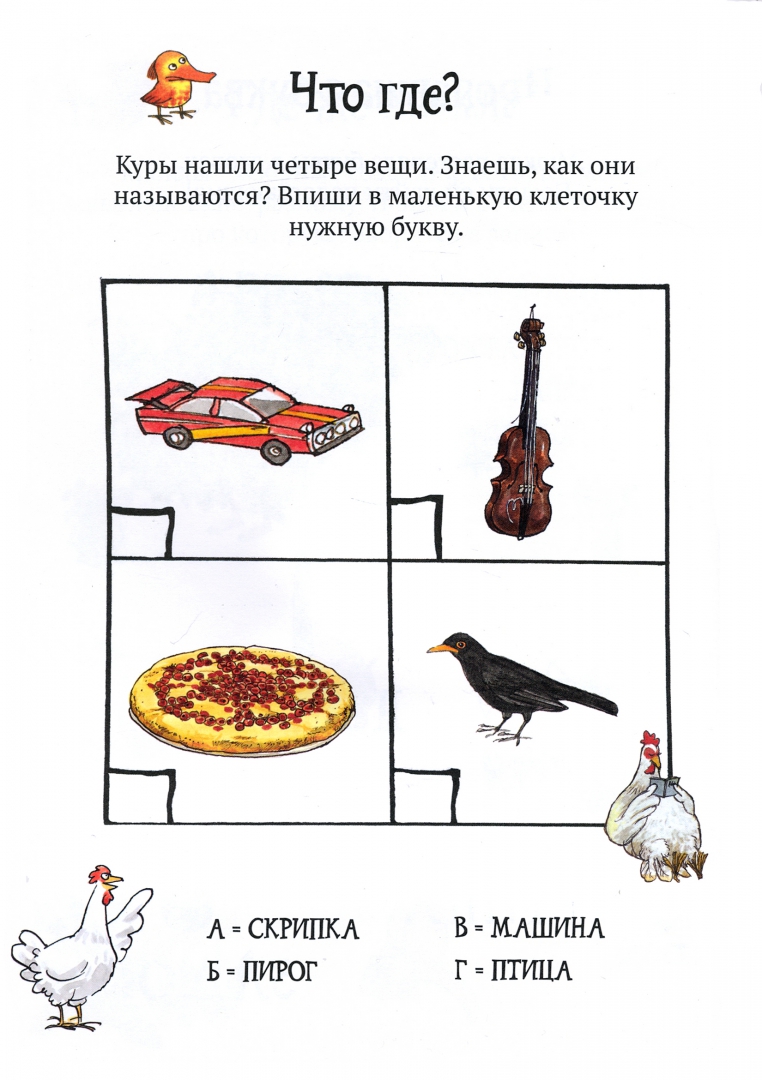 Что где?
Куры нашли четыре вещи. Знаешь, как они
называются? Впиши в маленькую клеточку
нужную букву.
А = СКРИПКА
В = МАШИНА
Б = ПИРОГ
Г = ПТИЦА